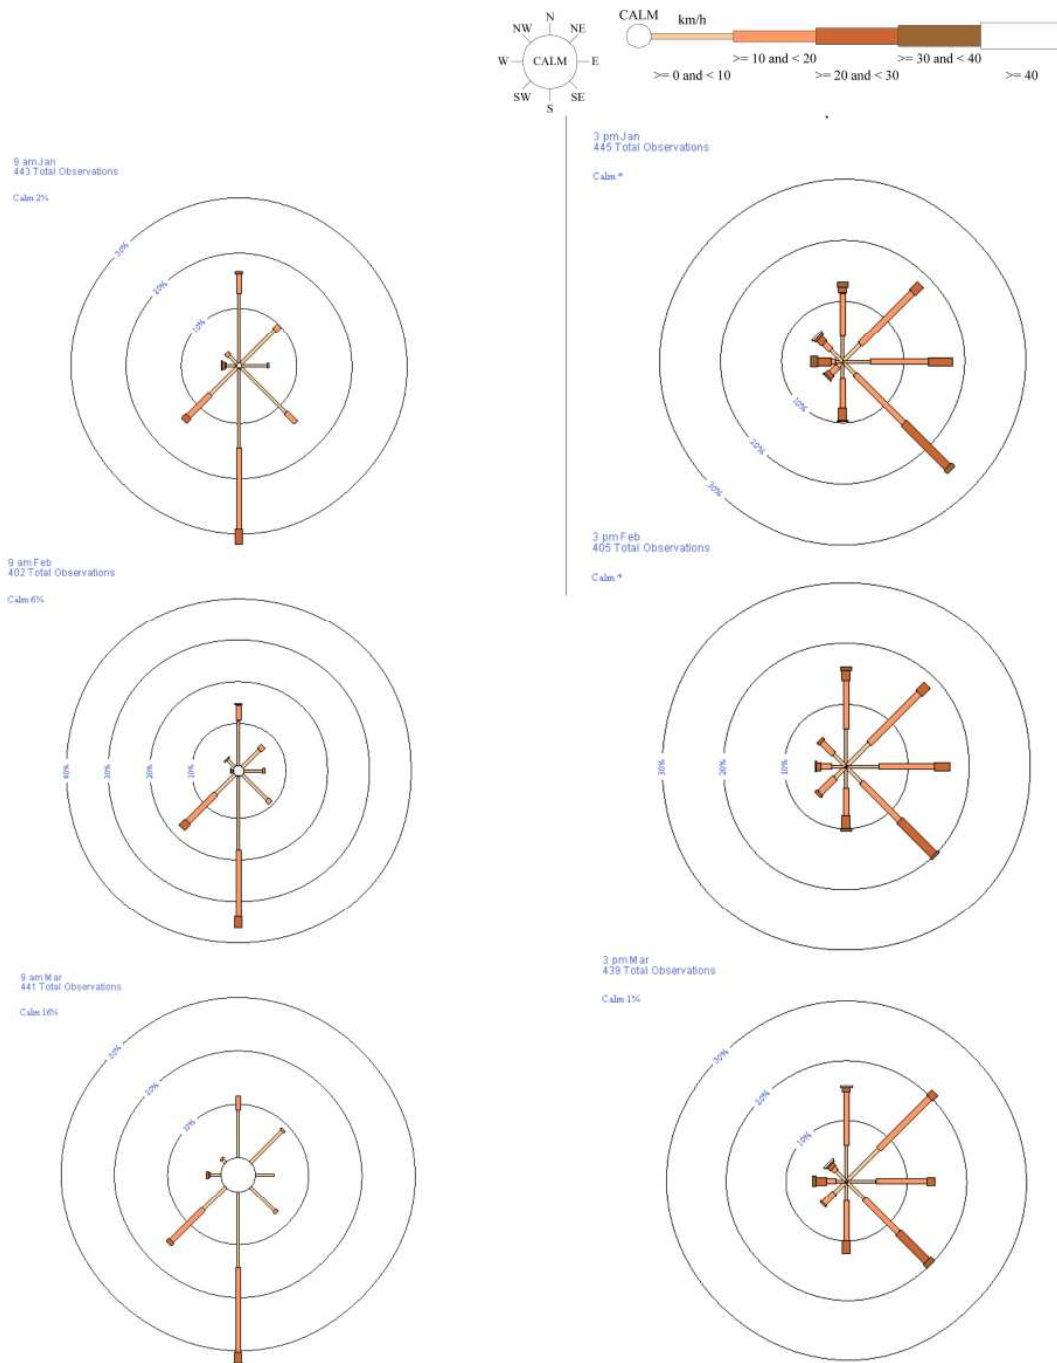 N
NW
NE
W
CALM
E
SW
SE
S
CALM
km/h
>= 10 and < 20
>= 30 and < 40
>= 0 and < 10
>= 20 and < 30
>= 40
9 am Jan
443 Total Observations
Calm 2%
30%
20%
10%
3 pm Jan
445 Total Observations
Calm *
10%
20%
30%
9 am Feb
402 Total Observations
Calm 6%
40%
30%
20%
10%
3 pm Feb
405 Total Observations
Calm *
30%
20%
10%
9 am Mar
441 Total Observations
Calm 16%
30%
20%
10%
3 pm Mar
439 Total Observations
Calm 1%
30%
20%
10%